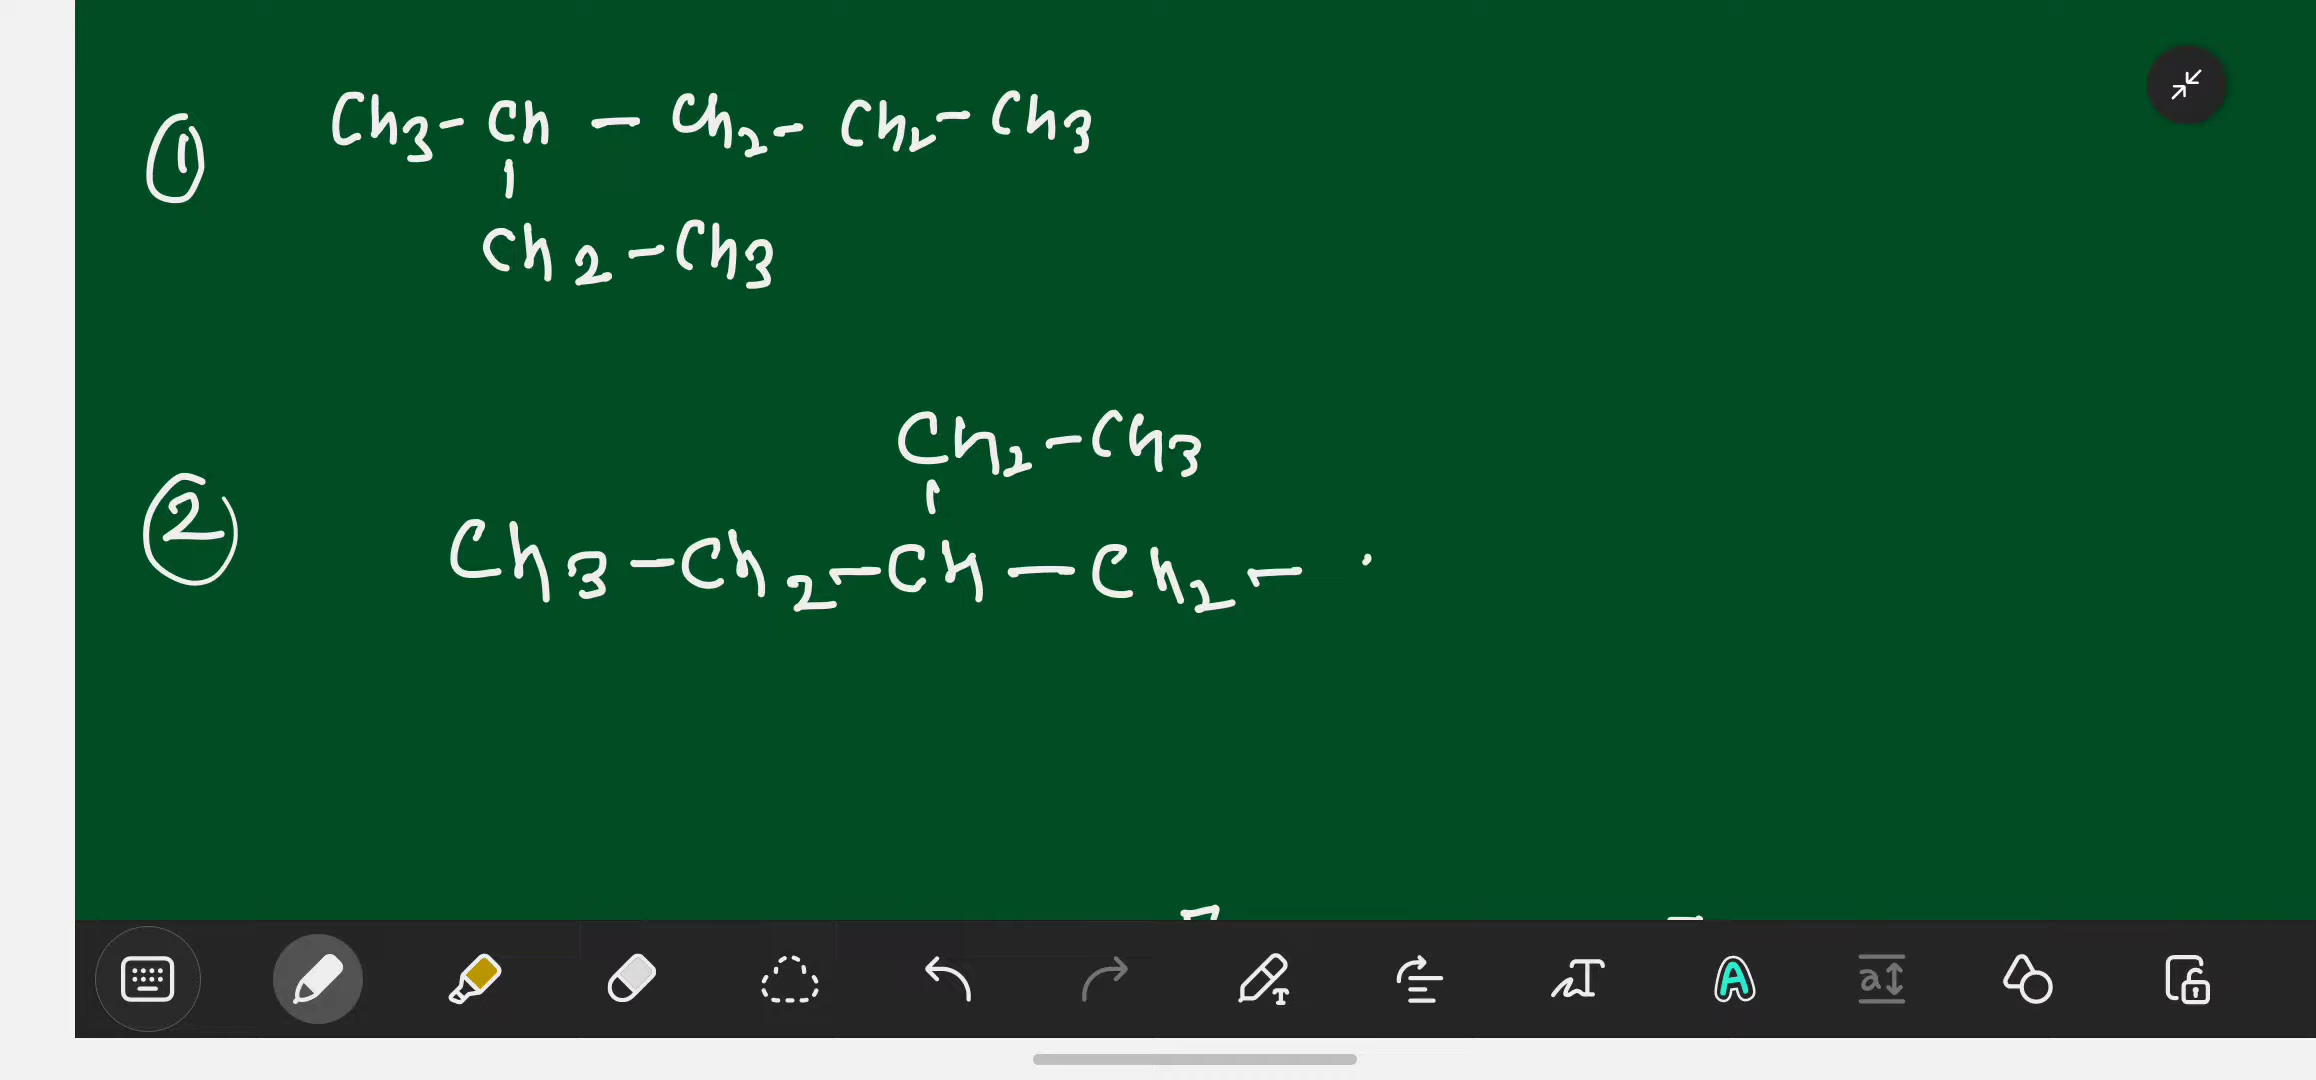 ① Ch3 - Ch - Ch2 - Ch2 - Ch3
Ch2 - Ch3
Ch2 - Ch3
② Ch3 - Ch2 - Ch - Ch2 -